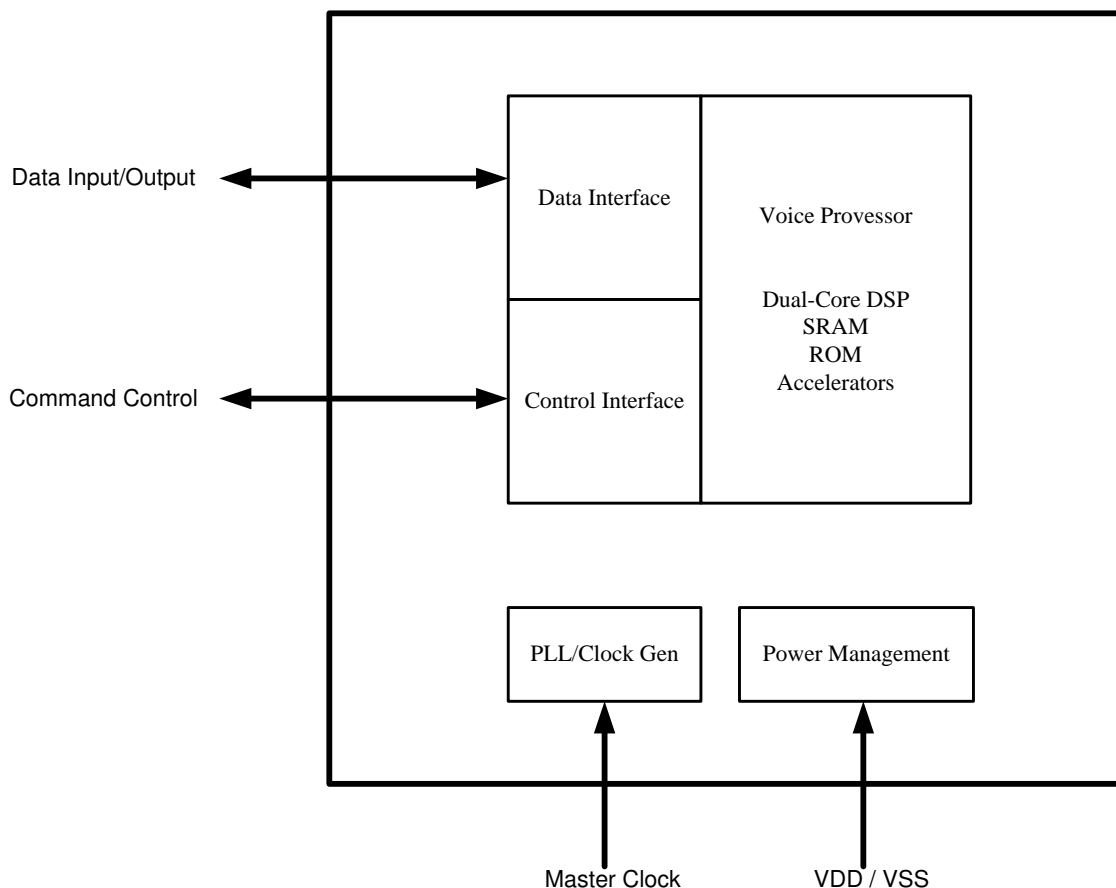 Data Input/Output
Data Interface
Voice Provessor
Dual-Core DSP
SRAM
ROM
Accelerators
Command Control
Control Interface
PLL/Clock Gen
Power Management
Master Clock
VDD / VSS